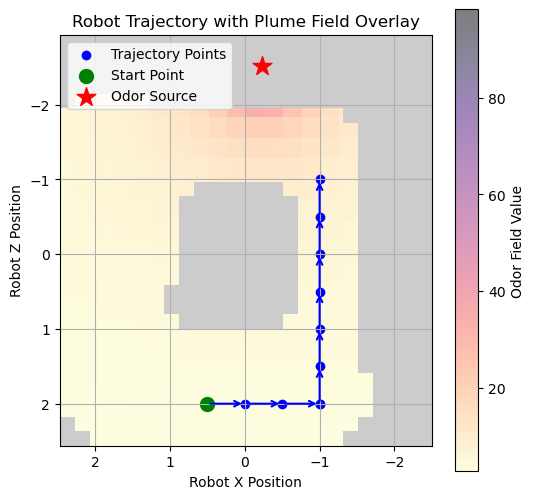 Robot Trajectory with Plume Field Overlay
Trajectory Points
Start Point
Odor Source
−2
−1
0
1
2
Robot Z Position
2
1
0
−1
−2
Robot X Position
80
60
40
20
Odor Field Value